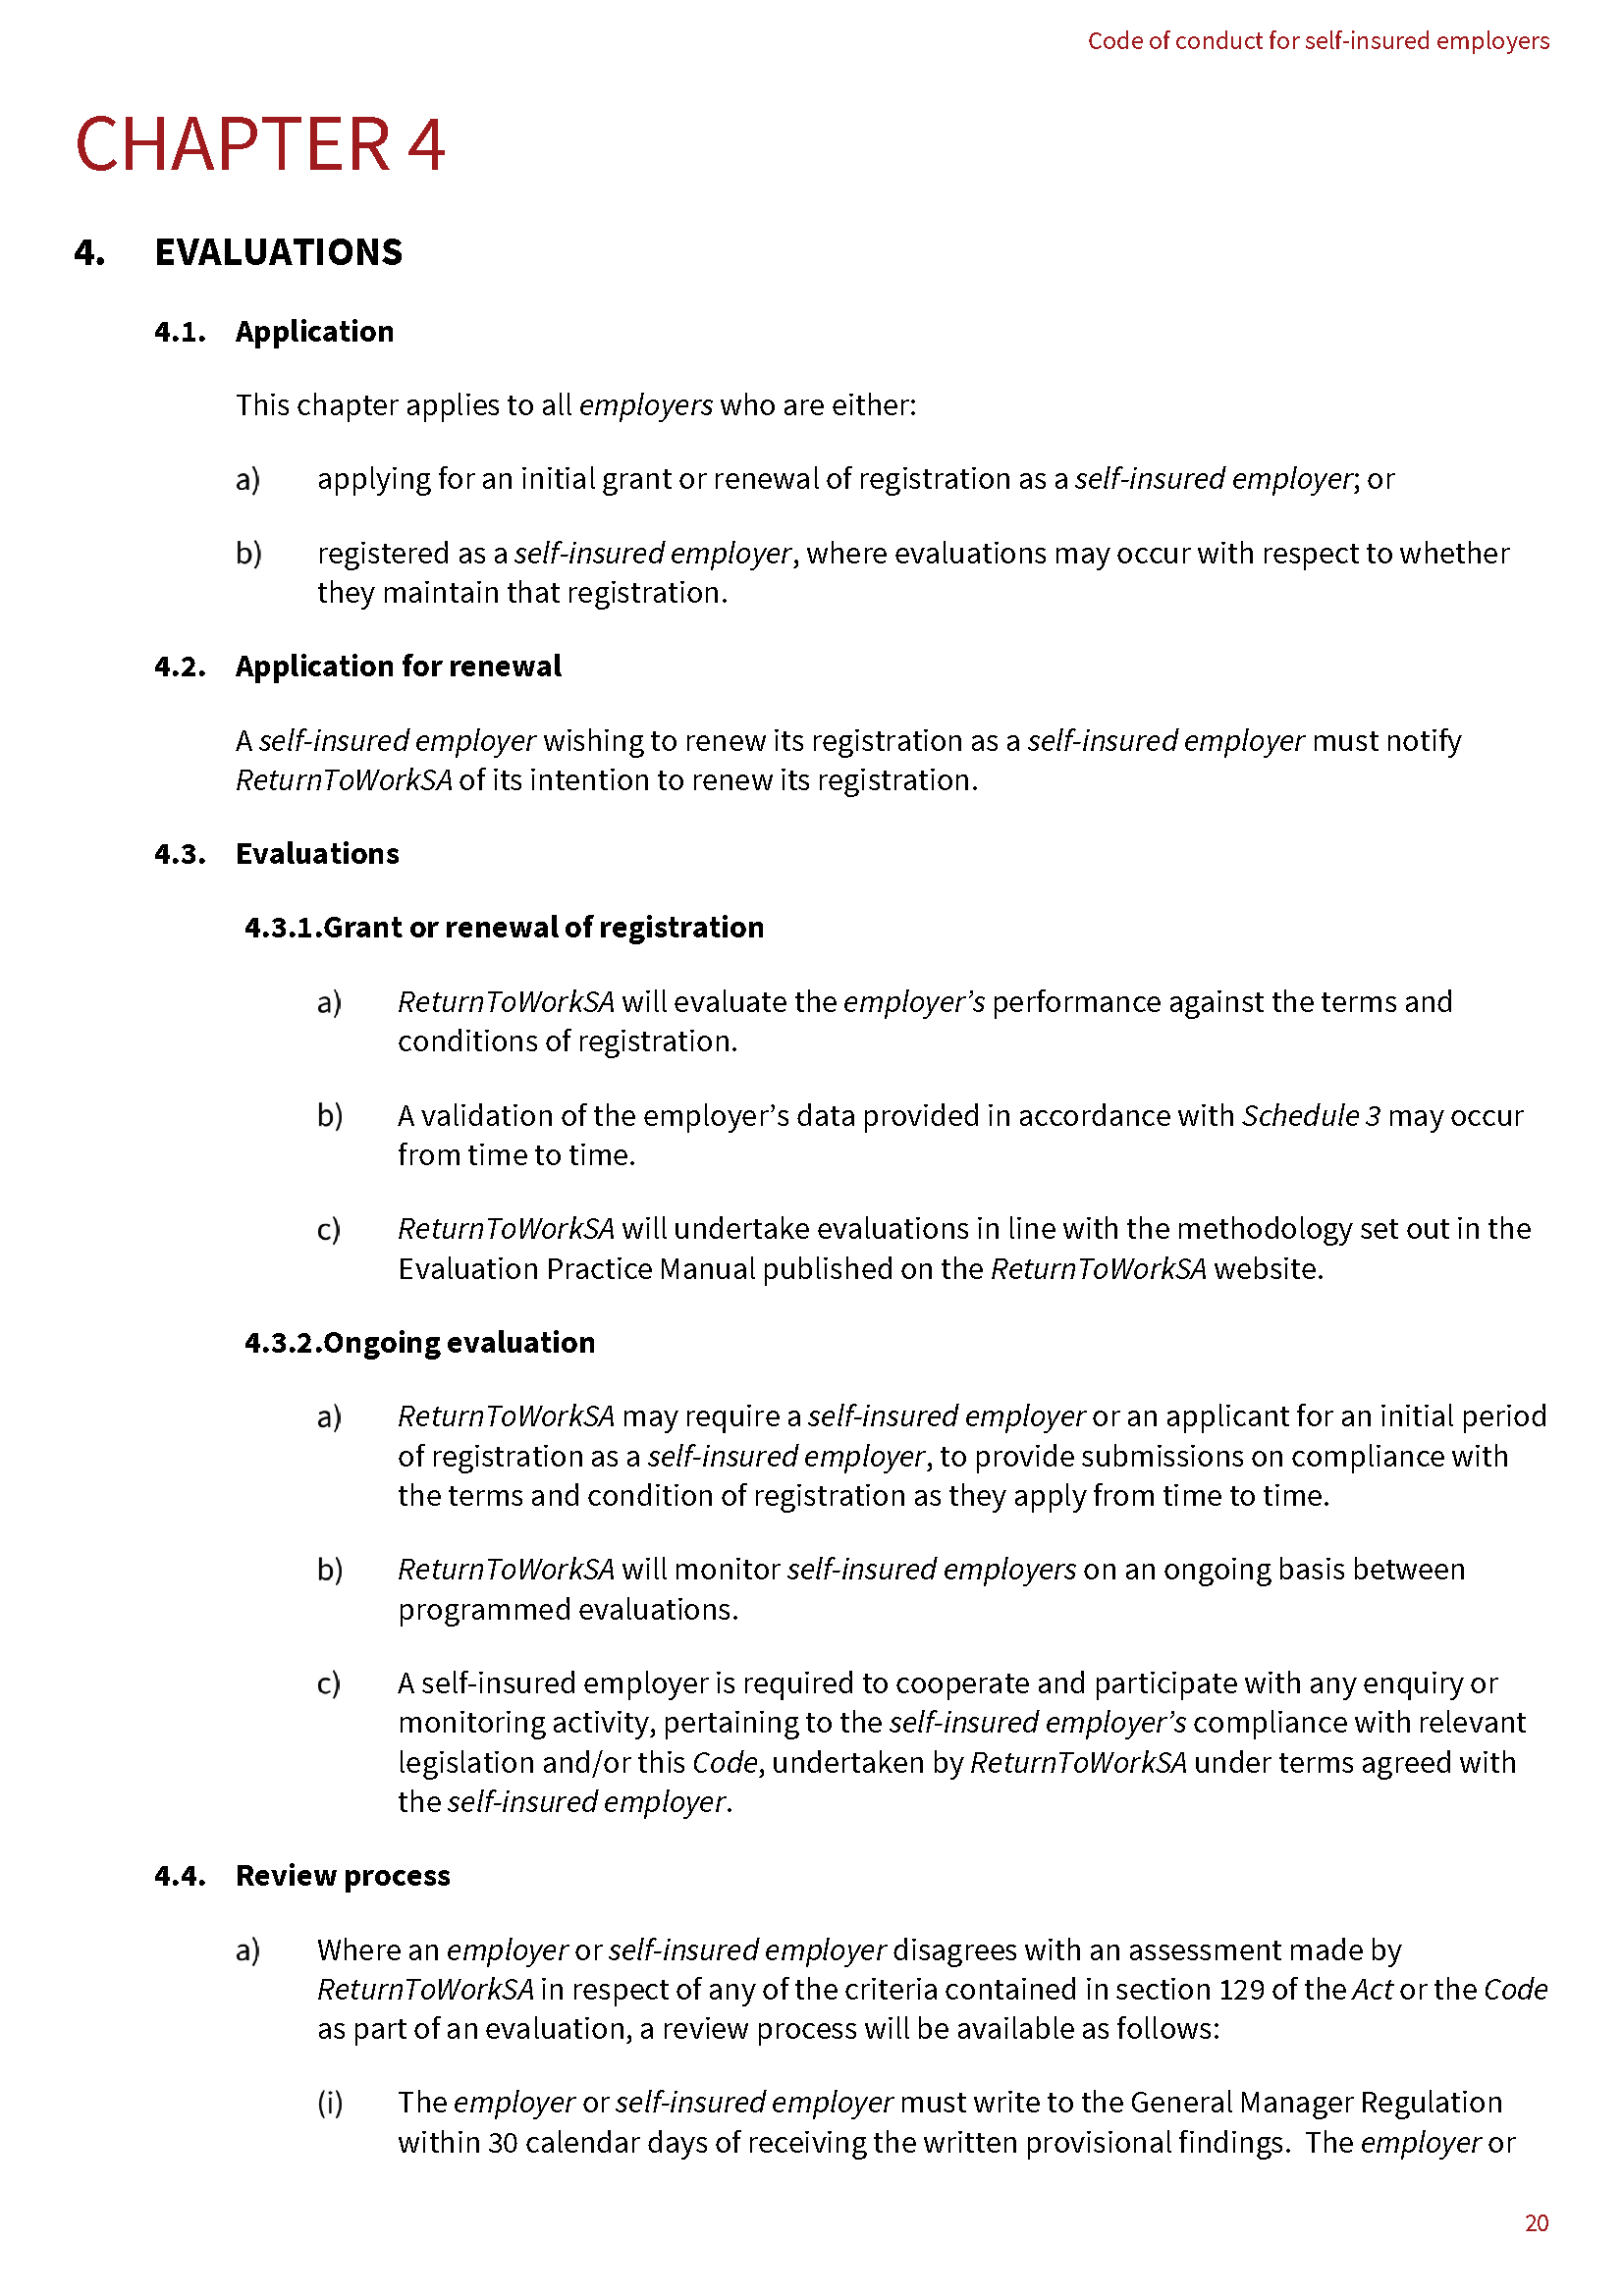 Code of conduct for self-insured employers
CHAPTER 4
4. EVALUATIONS
4.1. Application
This chapter applies to all employers who are either:
a) applying for an initial grant or renewal of registration as a self-insured employer; or
b) registered as a self-insured employer, where evaluations may occur with respect to whether
they maintain that registration.
4.2. Application for renewal
A self-insured employer wishing to renew its registration as a self-insured employer must notify
ReturnToWorkSA of its intention to renew its registration.
4.3. Evaluations
4.3.1.Grant or renewal of registration
a) ReturnToWorkSA will evaluate the employer’s performance against the terms and
conditions of registration.
b) A validation of the employer’s data provided in accordance with Schedule 3 may occur
from time to time.
c) ReturnToWorkSA will undertake evaluations in line with the methodology set out in the
Evaluation Practice Manual published on the ReturnToWorkSA website.
4.3.2.Ongoing evaluation
a) ReturnToWorkSA may require a self-insured employer or an applicant for an initial period
of registration as a self-insured employer, to provide submissions on compliance with
the terms and condition of registration as they apply from time to time.
b) ReturnToWorkSA will monitor self-insured employers on an ongoing basis between
programmed evaluations.
c) A self-insured employer is required to cooperate and participate with any enquiry or
monitoring activity, pertaining to the self-insured employer’s compliance with relevant
legislation and/or this Code, undertaken by ReturnToWorkSA under terms agreed with
the self-insured employer.
4.4. Review process
a) Where an employer or self-insured employer disagrees with an assessment made by
ReturnToWorkSA in respect of any of the criteria contained in section 129 of the Act or the Code
as part of an evaluation, a review process will be available as follows:
(i) The employer or self-insured employer must write to the General Manager Regulation
within 30 calendar days of receiving the written provisional findings. The employer or
20